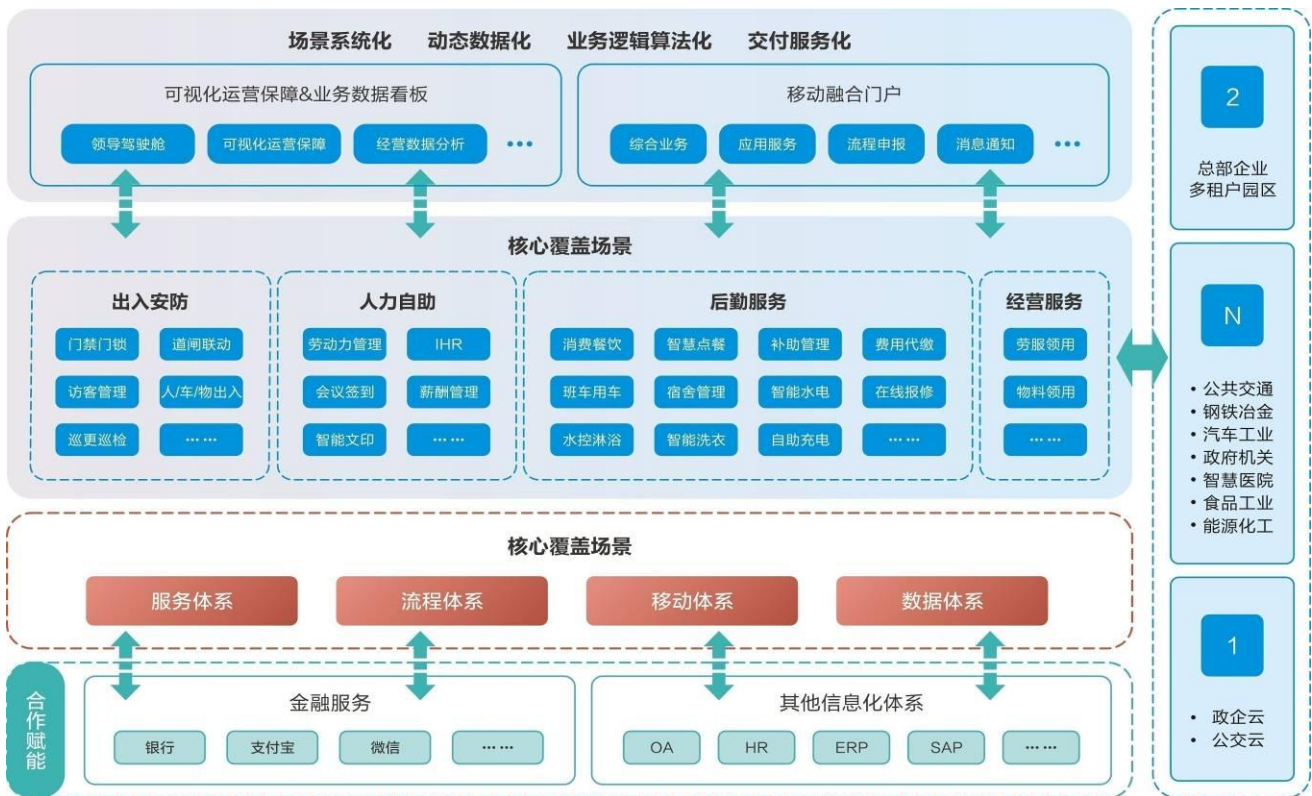 场景系统化 动态数据化 业务逻辑算法化 交付服务化
可视化运营保障&业务数据看板
领导驾驶舱 可视化运营保障 经营数据分析 •••
移动融合门户
综合业务 应用服务 流程申报 消息通知 •••
核心覆盖场景
出入安防
门禁门锁 道闸联动
访客管理 人/车/物出入
巡更巡检 ……
人力自助
劳动力管理 IHR
会议签到 薪酬管理
智能文印 ……
后勤服务
消费餐饮 智慧点餐 补助管理 费用代缴
班车用车 宿舍管理 智能水电 在线报修
水控淋浴 智能洗衣 自助充电 ……
经营服务
劳服领用
物料领用
……
核心覆盖场景
服务体系 流程体系 移动体系 数据体系
合作赋能
金融服务
银行 支付宝 微信 ……
其他信息化体系
OA HR ERP SAP ……
2
总部企业
多租户园区
N
• 公共交通
• 钢铁冶金
• 汽车工业
• 政府机关
• 智慧医院
• 食品工业
• 能源化工
1
• 政企云
• 公交云